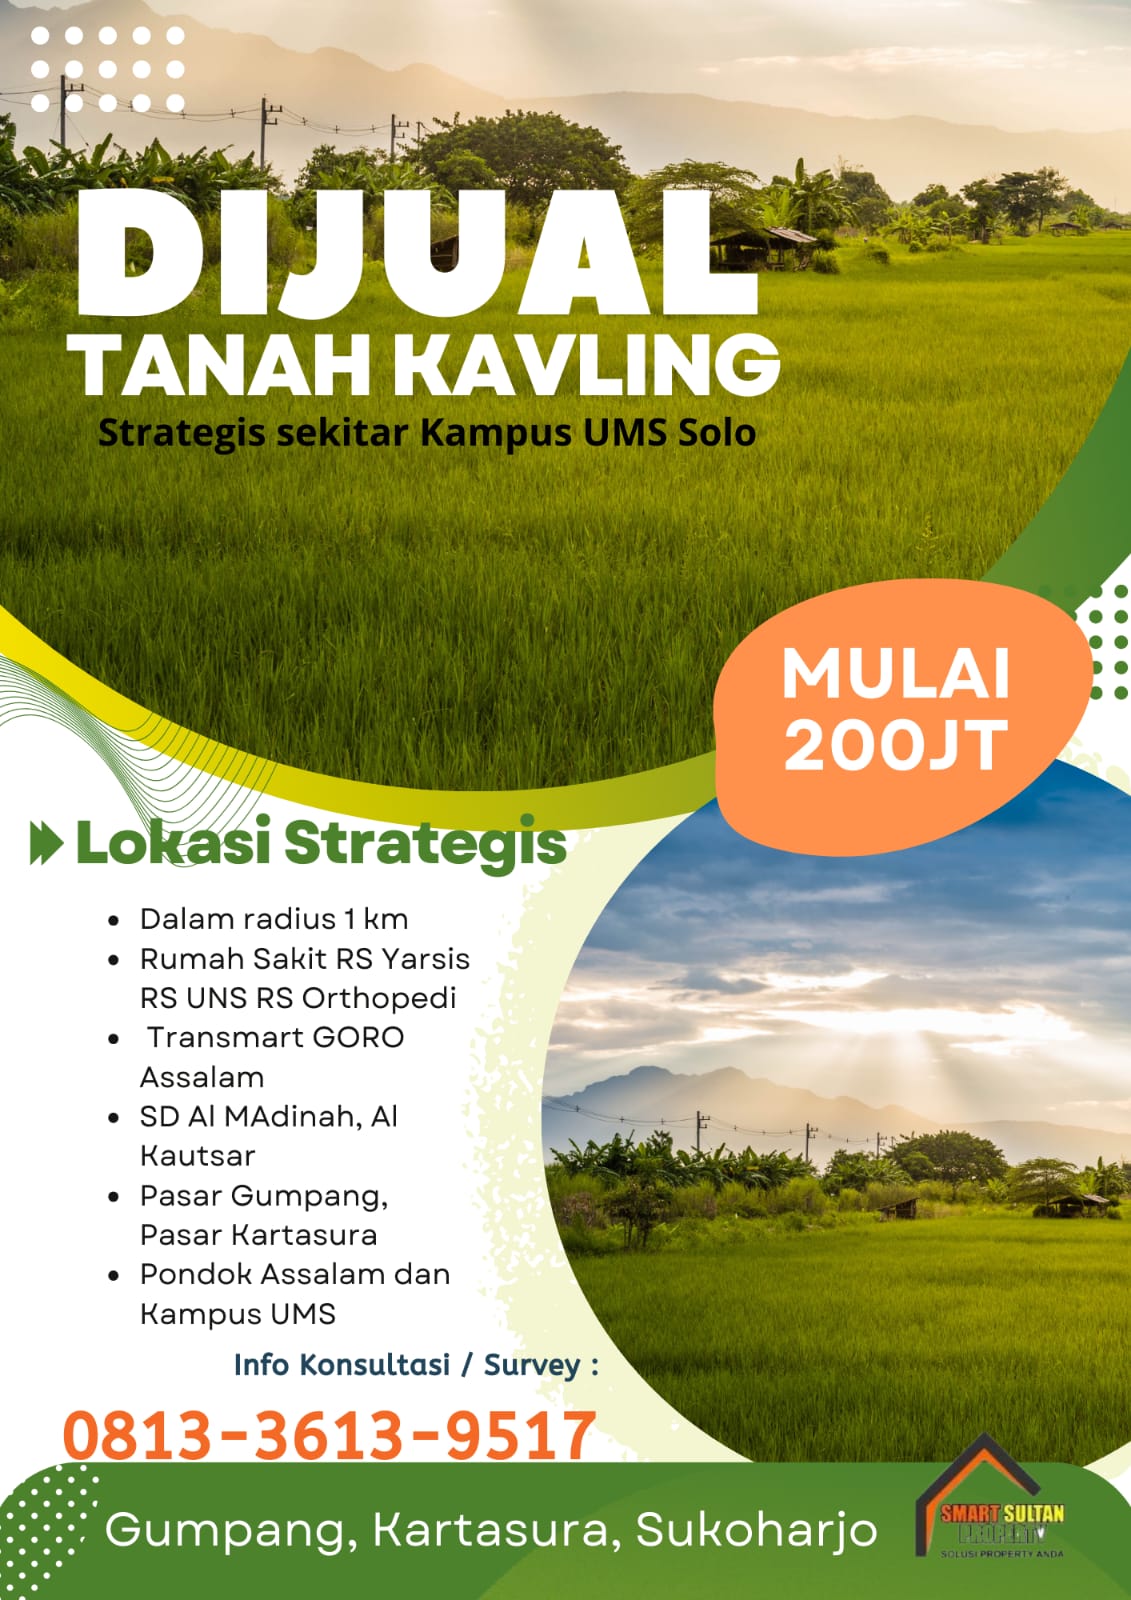 DIJUAL
TANAH KAVLING
Strategis sekitar Kampus UMS Solo
MULAI
200JT
Lokasi Strategis
• Dalam radius 1 km
• Rumah Sakit RS Yarsis
RS UNS RS Orthopedi
• Transmart GORO
Assalam
• SD Al MAdinah, Al
Kautsar
• Pasar Gumpang,
Pasar Kartasura
• Pondok Assalam dan
Kampus UMS
Info Konsultasi / Survey :
0813-3613-9517
Gumpang, Kartasura, Sukoharjo
SMART SULTAN
PROPERTY
SOLUSI PROPERTY ANDA